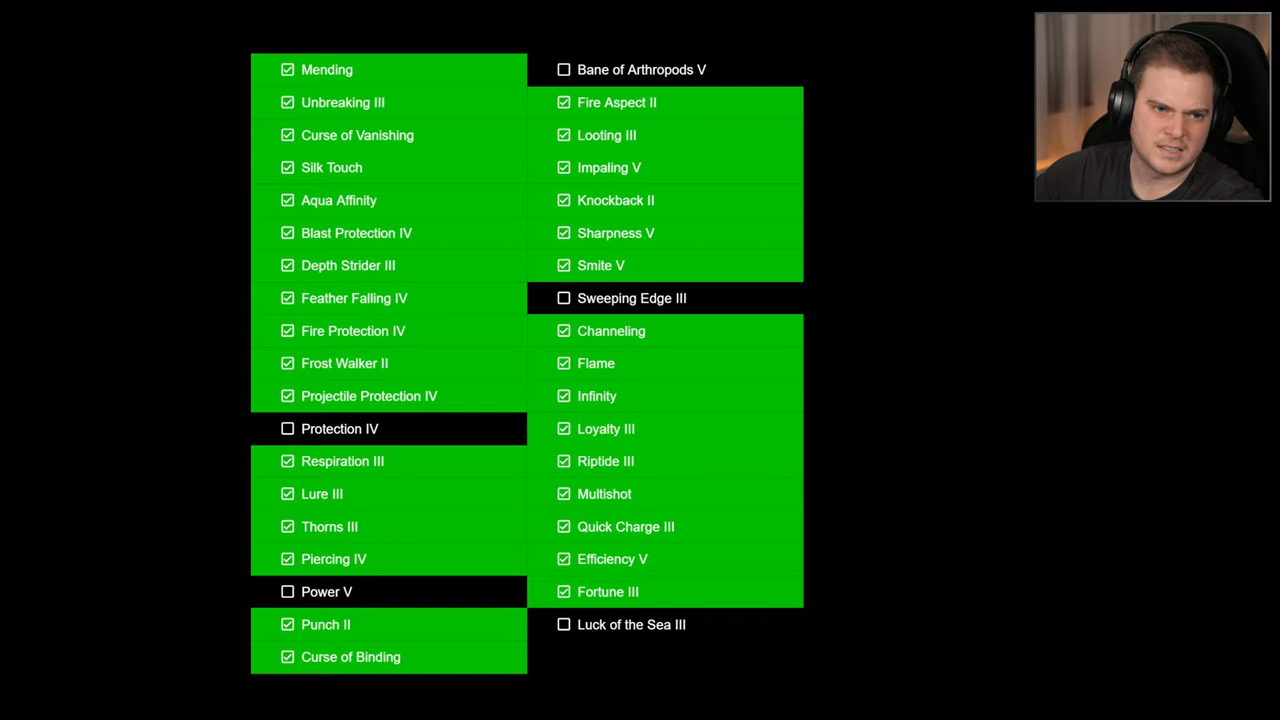 Mending
Unbreaking III
Curse of Vanishing
Silk Touch
Aqua Affinity
Blast Protection IV
Depth Strider III
Feather Falling IV
Fire Protection IV
Frost Walker II
Projectile Protection IV
Protection IV
Respiration III
Lure III
Thorns III
Piercing IV
Power V
Punch II
Curse of Binding
Bane of Arthropods V
Fire Aspect II
Looting III
Impaling V
Knockback II
Sharpness V
Smite V
Sweeping Edge III
Channeling
Flame
Infinity
Loyalty III
Riptide III
Multishot
Quick Charge III
Efficiency V
Fortune III
Luck of the Sea III